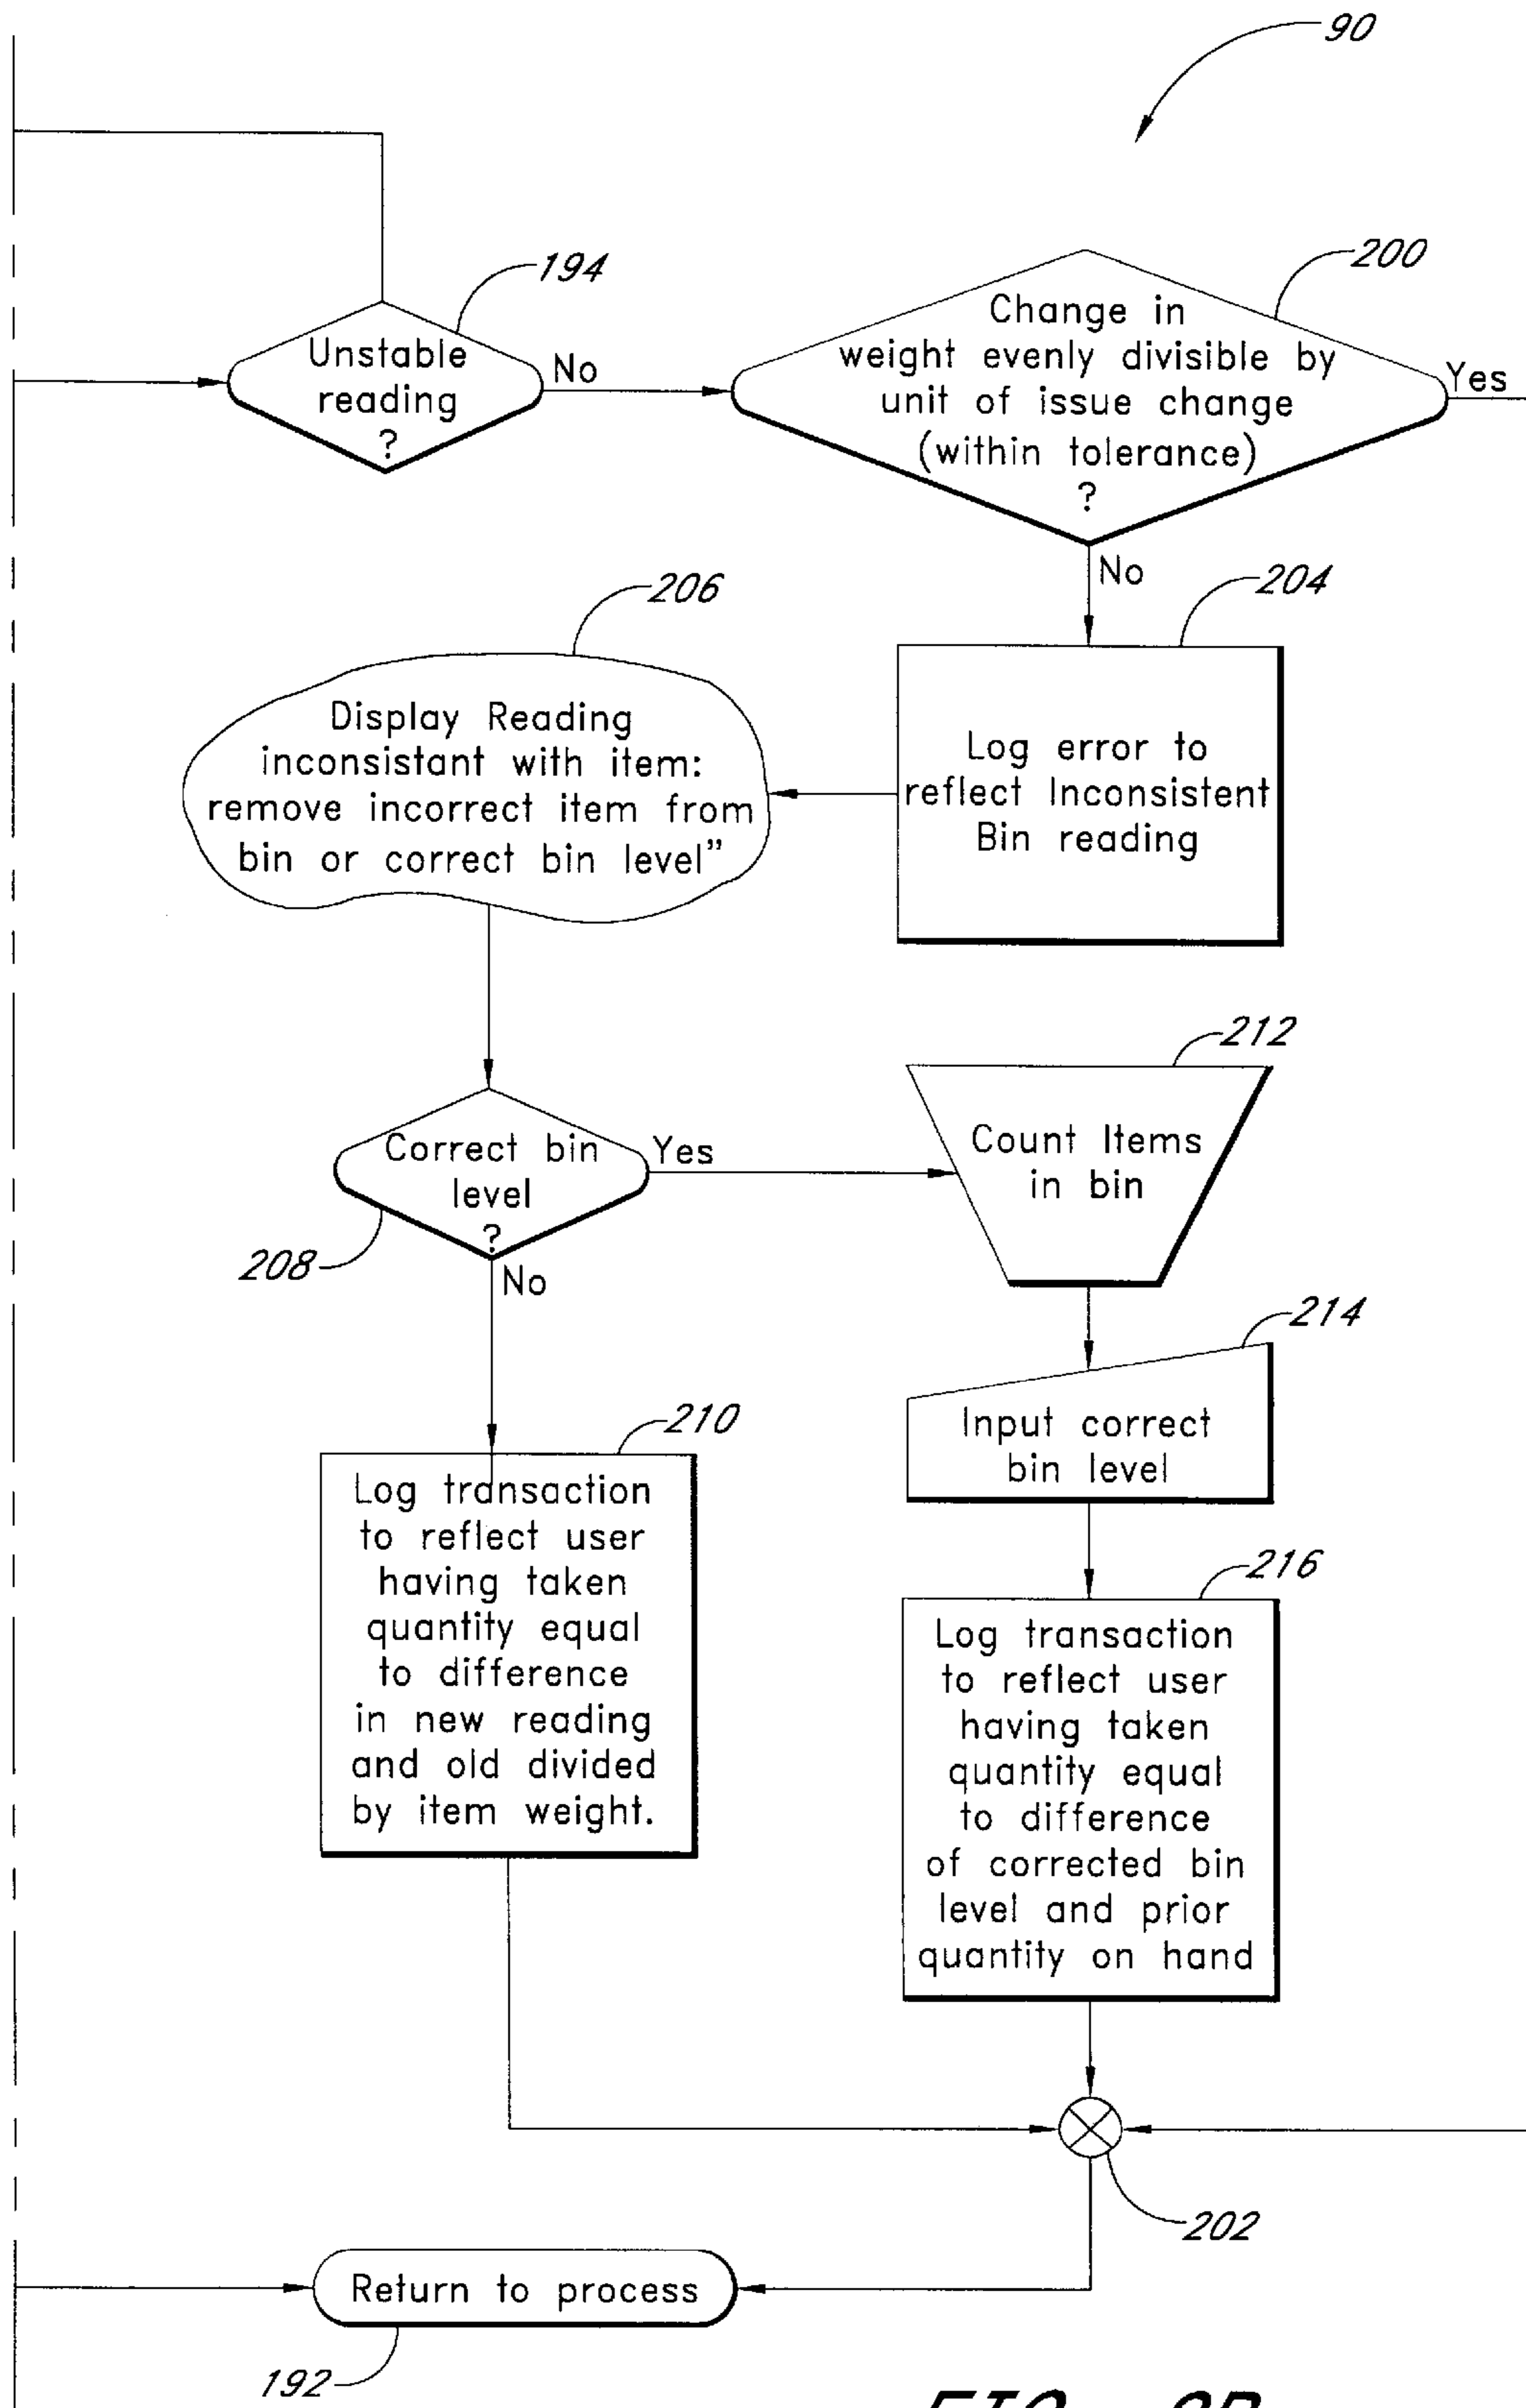 90
194
Unstable
reading
?
No
200
Change in
weight evenly divisible by
unit of issue change
(within tolerance)
?
Yes
No
204
Log error to
reflect Inconsistent
Bin reading
206
Display Reading
inconsistant with item:
remove incorrect item from
bin or correct bin level"
Correct bin
level
?
208
Yes
No
212
Count Items
in bin
214
Input correct
bin level
210
Log transaction
to reflect user
having taken
quantity equal
to difference
in new reading
and old divided
by item weight.
216
Log transaction
to reflect user
having taken
quantity equal
to difference
of corrected bin
level and prior
quantity on hand
202
Return to process
192